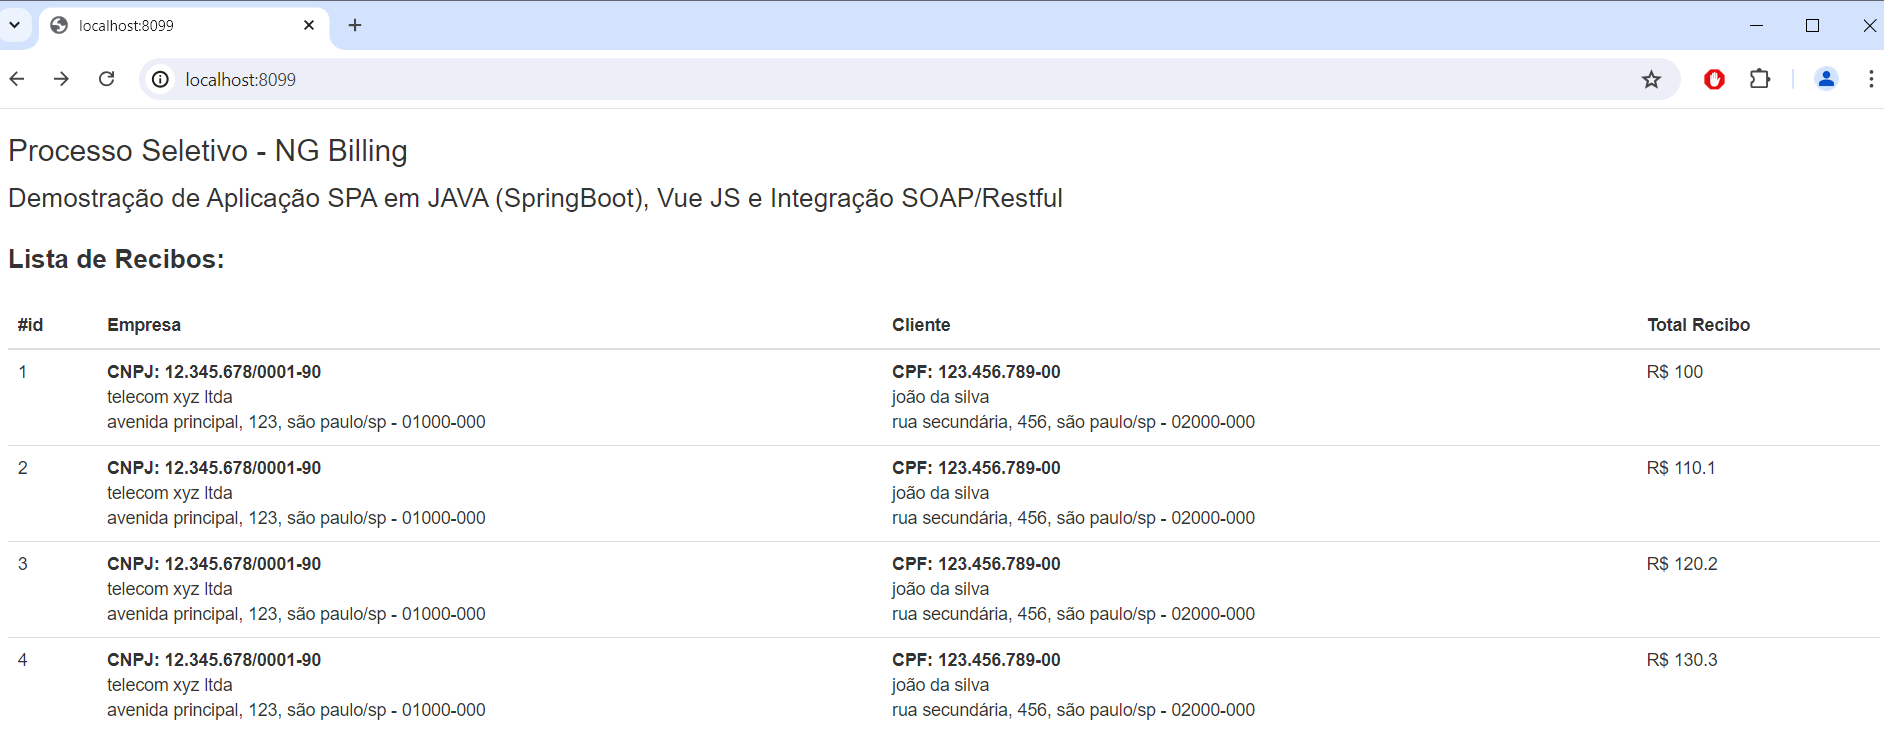 localhost:8099
localhost:8099
Processo Seletivo - NG Billing
Demostração de Aplicação SPA em JAVA (SpringBoot), Vue JS e Integração SOAP/Restful
Lista de Recibos:
#id Empresa Cliente Total Recibo
1 CNPJ: 12.345.678/0001-90 CPF: 123.456.789-00 R$ 100
telecom xyz ltda joão da silva
avenida principal, 123, são paulo/sp - 01000-000 rua secundária, 456, são paulo/sp - 02000-000
2 CNPJ: 12.345.678/0001-90 CPF: 123.456.789-00 R$ 110.1
telecom xyz ltda joão da silva
avenida principal, 123, são paulo/sp - 01000-000 rua secundária, 456, são paulo/sp - 02000-000
3 CNPJ: 12.345.678/0001-90 CPF: 123.456.789-00 R$ 120.2
telecom xyz ltda joão da silva
avenida principal, 123, são paulo/sp - 01000-000 rua secundária, 456, são paulo/sp - 02000-000
4 CNPJ: 12.345.678/0001-90 CPF: 123.456.789-00 R$ 130.3
telecom xyz ltda joão da silva
avenida principal, 123, são paulo/sp - 01000-000 rua secundária, 456, são paulo/sp - 02000-000